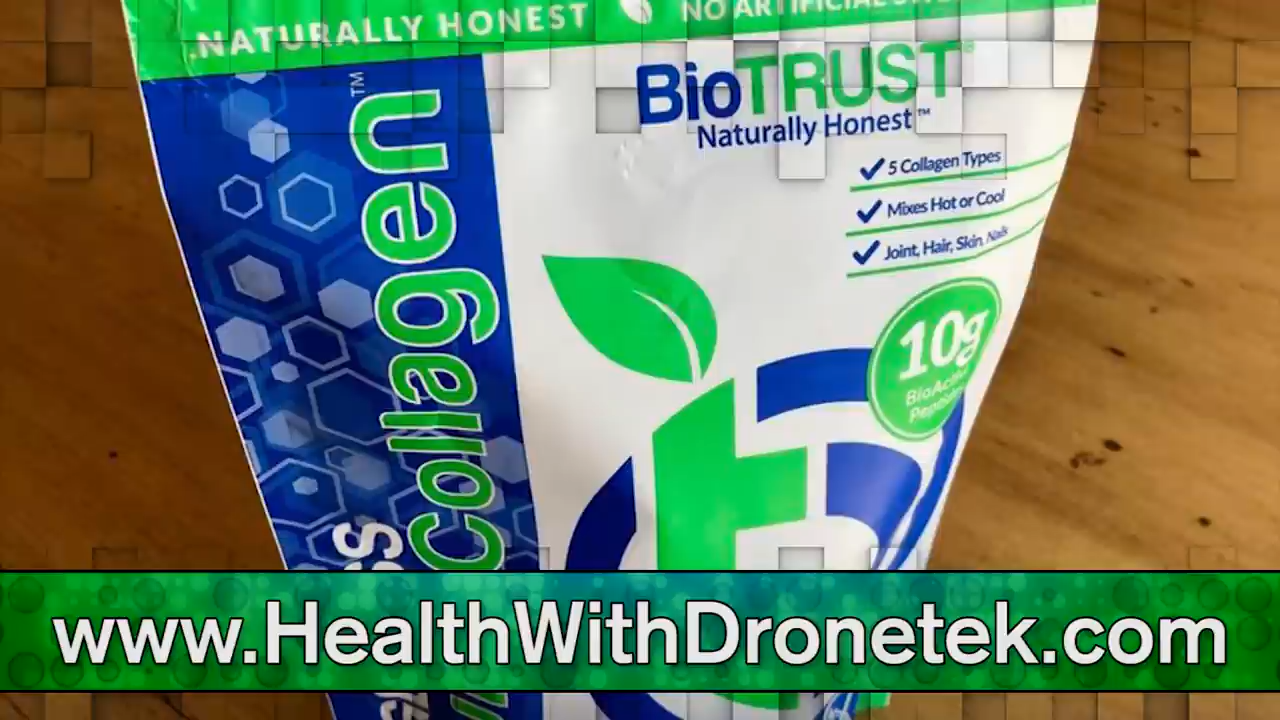 NATURALLY HONEST
NO ARTIFICIAL
BioTRUST®
Naturally Honest™
5 Collagen Types
Mixes Hot or Cool
Joint, Hair, Skin, Nails
10g
Collagen™
www.HealthWithDronetek.com